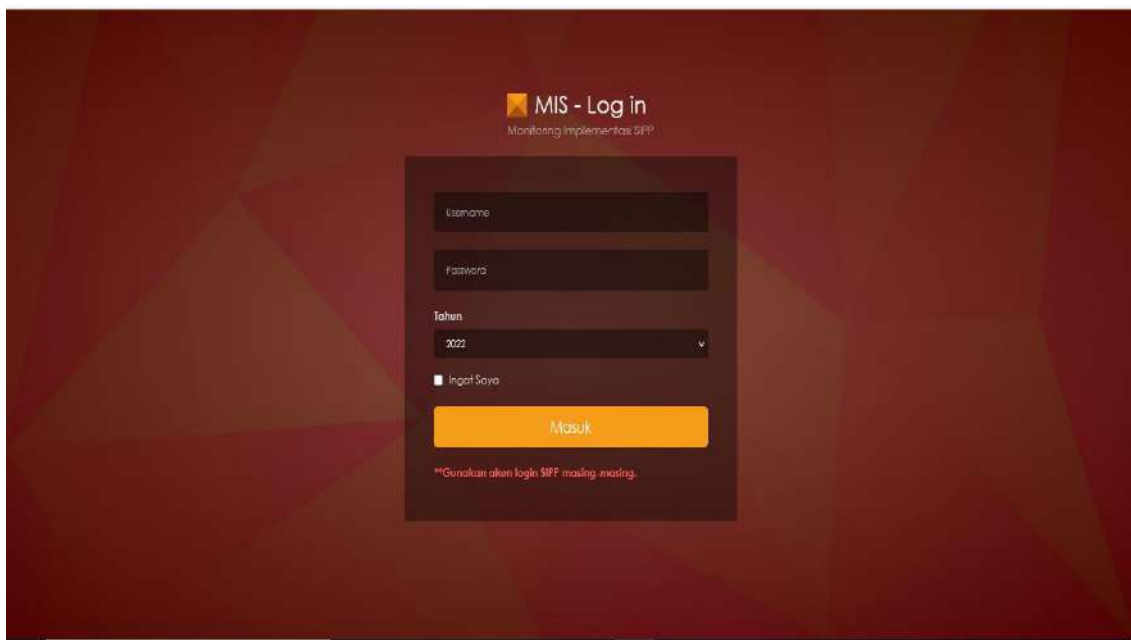 MIS - Log in
Monitoring Implementasi SIPP
Username
Password
Tahun
2022
Ingat Saya
Masuk
**Gunakan akun login SIPP masing-masing.